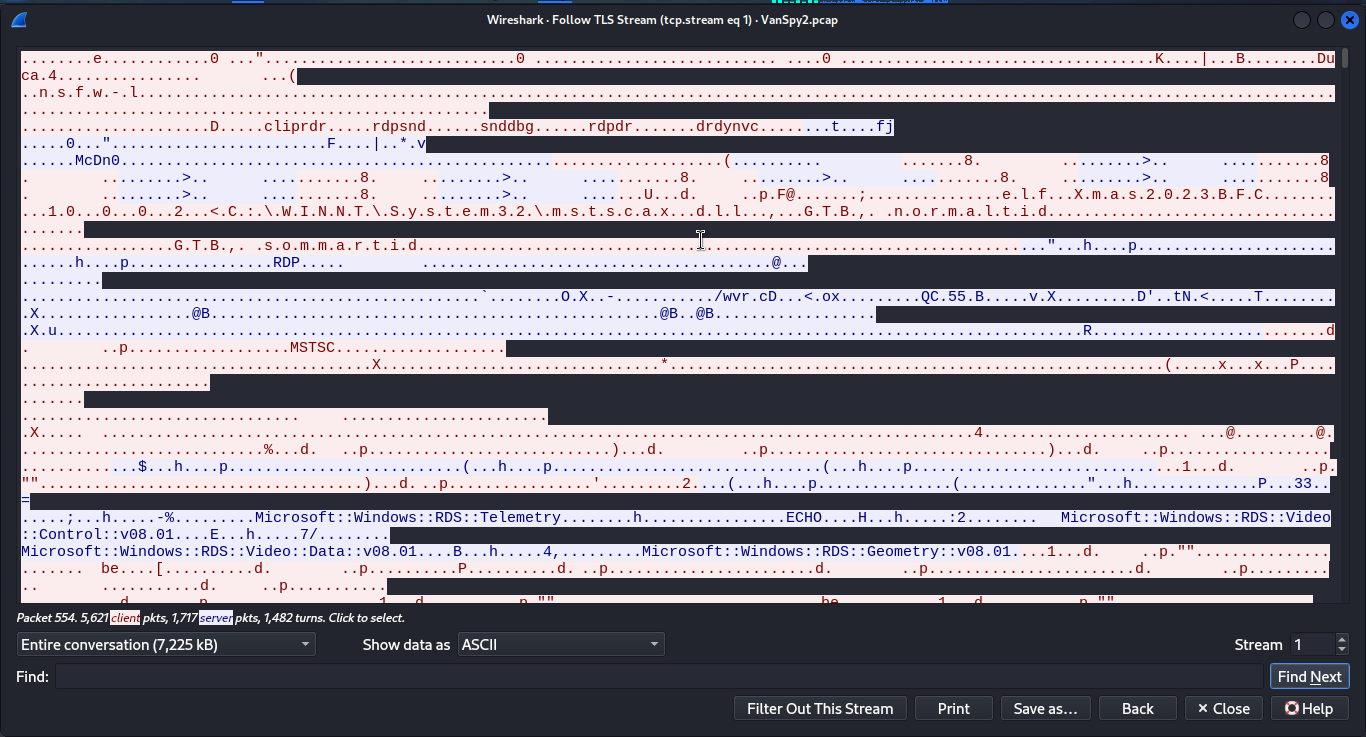 Wireshark · Follow TLS Stream (tcp.stream eq 1) · VanSpy2.pcap
........e............0 ..."............................0.................................0 ....................................K....|...B........Du
ca.4................ ...(
..n.s.f.w.-.l
D.....cliprdr.....rdpsnd......snddbg......rdpdr.......drdynvc........t....fj
.....0..."........................F....|..*.v
......McDn0
(........... .......8. ..........>.. ...........8
. ..........>.. ...........8. ..........>.. ...........8. ..........>.. ...........8. ..........>.. ...........8
. ..........>.. ...........8. ..........>.. ...........U...d. ..p.F@......;...............e.l.f...X.m.a.s.2.0.2.3.B.F.C........
...1.0...0...0...2...<.C.:.\.W.I.N.N.T.\.S.y.s.t.e.m.3.2.\.m.s.t.s.c.a.x...d.l.l...,...G.T.B.,. .n.o.r.m.a.l.t.i.d
G.T.B.,. .s.o.m.m.a.r.t.i.d
..."...h....p
......h....p.............RDP.....
@...
`........O.X..-.........../wvr.cD...<.ox.........QC.55.B.....v.X.........D'..tN.<.....T........
.X.................@B
@B..@B
.X.u
R
d
. ..p..................MSTSC
X
*
(.....x...x...P....
.X..... 
4
...@.........@.
%...d. ..p
)...d. ..p
)...d. ..p
$...h....p
(...h....p
(...h....p
...1...d. ..p.
""
)...d...p
'.........2....(...h....p
(..............."...h............P...33..
=
.....;...h.....-%.........Microsoft::Windows::RDS::Telemetry........h................ECHO....H...h.....:2........ Microsoft::Windows::RDS::Video
::Control::v08.01....E...h.....7/........
Microsoft::Windows::RDS::Video::Data::v08.01....B...h.....4,........Microsoft::Windows::RDS::Geometry::v08.01....1...d. ..p.""
....... be....[..........d. ..p..........P..........d...p
d. ..p
d. ..p
.. ..........d. ..p
Packet 554. 5,621 client pkts, 1,717 server pkts, 1,482 turns. Click to select.
Entire conversation (7,225 kB)
Show data as
ASCII
Stream
1
Find:
Find Next
Filter Out This Stream
Print
Save as…
Back
Close
Help